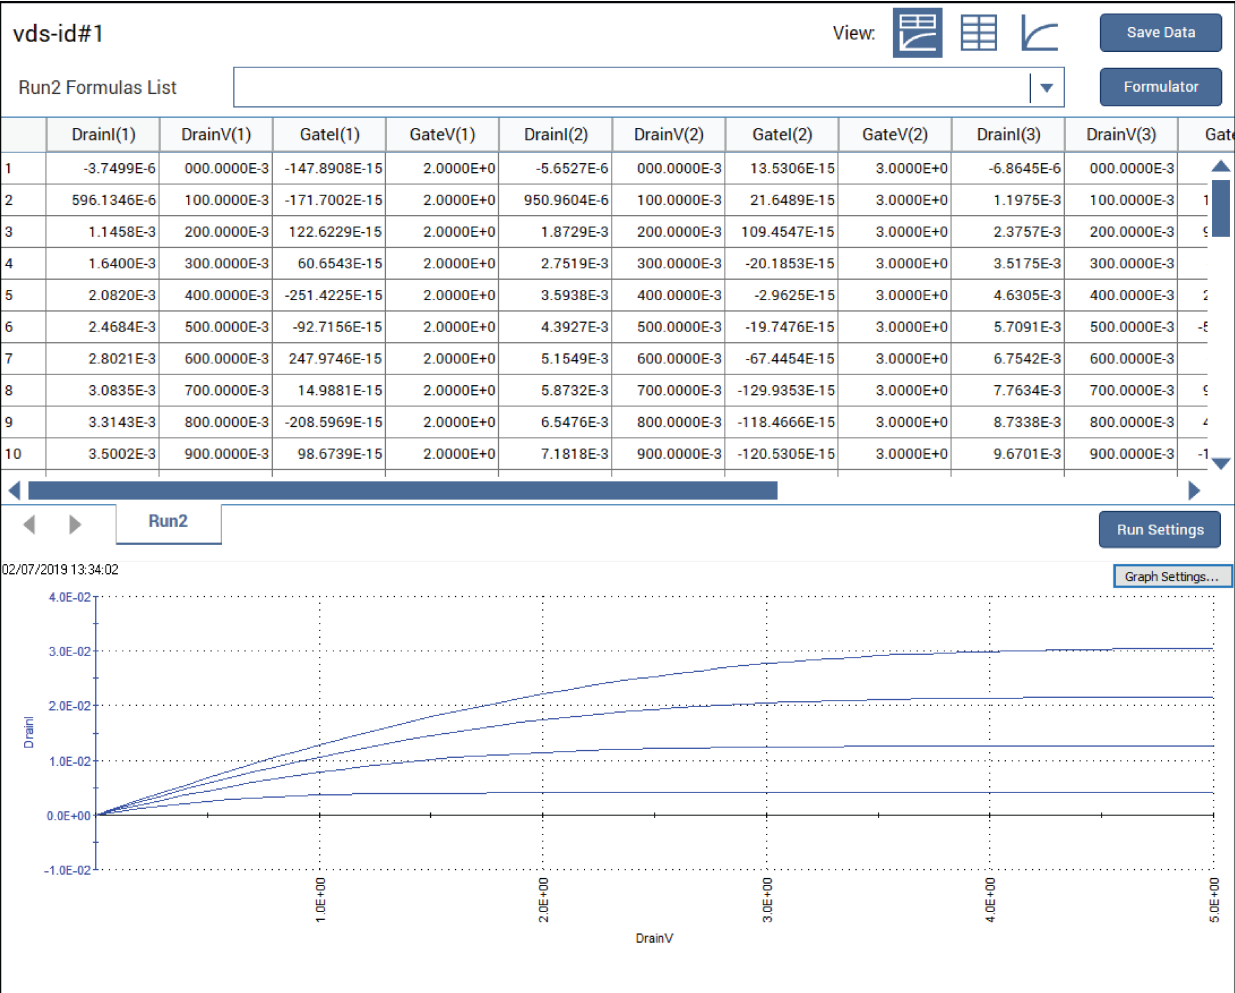 vds-id#1 View: Save Data
Run2 Formulas List Formulator
DrainI(1) DrainV(1) GateI(1) GateV(1) DrainI(2) DrainV(2) GateI(2) GateV(2) DrainI(3) DrainV(3)
1 -3.7499E-6 000.0000E-3 -147.8908E-15 2.0000E+0 -5.6527E-6 000.0000E-3 13.5306E-15 3.0000E+0 -6.8645E-6 000.0000E-3
2 596.1346E-6 100.0000E-3 -171.7002E-15 2.0000E+0 950.9604E-6 100.0000E-3 21.6489E-15 3.0000E+0 1.1975E-3 100.0000E-3
3 1.1458E-3 200.0000E-3 122.6229E-15 2.0000E+0 1.8729E-3 200.0000E-3 109.4547E-15 3.0000E+0 2.3757E-3 200.0000E-3
4 1.6400E-3 300.0000E-3 60.6543E-15 2.0000E+0 2.7519E-3 300.0000E-3 -20.1853E-15 3.0000E+0 3.5175E-3 300.0000E-3
5 2.0820E-3 400.0000E-3 -251.4225E-15 2.0000E+0 3.5938E-3 400.0000E-3 -2.9625E-15 3.0000E+0 4.6305E-3 400.0000E-3
6 2.4684E-3 500.0000E-3 -92.7156E-15 2.0000E+0 4.3927E-3 500.0000E-3 -19.7476E-15 3.0000E+0 5.7091E-3 500.0000E-3
7 2.8021E-3 600.0000E-3 247.9746E-15 2.0000E+0 5.1549E-3 600.0000E-3 -67.4454E-15 3.0000E+0 6.7542E-3 600.0000E-3
8 3.0835E-3 700.0000E-3 14.9881E-15 2.0000E+0 5.8732E-3 700.0000E-3 -129.9353E-15 3.0000E+0 7.7634E-3 700.0000E-3
9 3.3143E-3 800.0000E-3 -208.5969E-15 2.0000E+0 6.5476E-3 800.0000E-3 -118.4666E-15 3.0000E+0 8.7338E-3 800.0000E-3
10 3.5002E-3 900.0000E-3 98.6739E-15 2.0000E+0 7.1818E-3 900.0000E-3 -120.5305E-15 3.0000E+0 9.6701E-3 900.0000E-3
Run2 Run Settings
02/07/2019 13:34:02 Graph Settings...
4.0E-02
3.0E-02
2.0E-02
DrainI
1.0E-02
0.0E+00
-1.0E-02
1.0E+00 2.0E+00 3.0E+00 4.0E+00 5.0E+00
DrainV